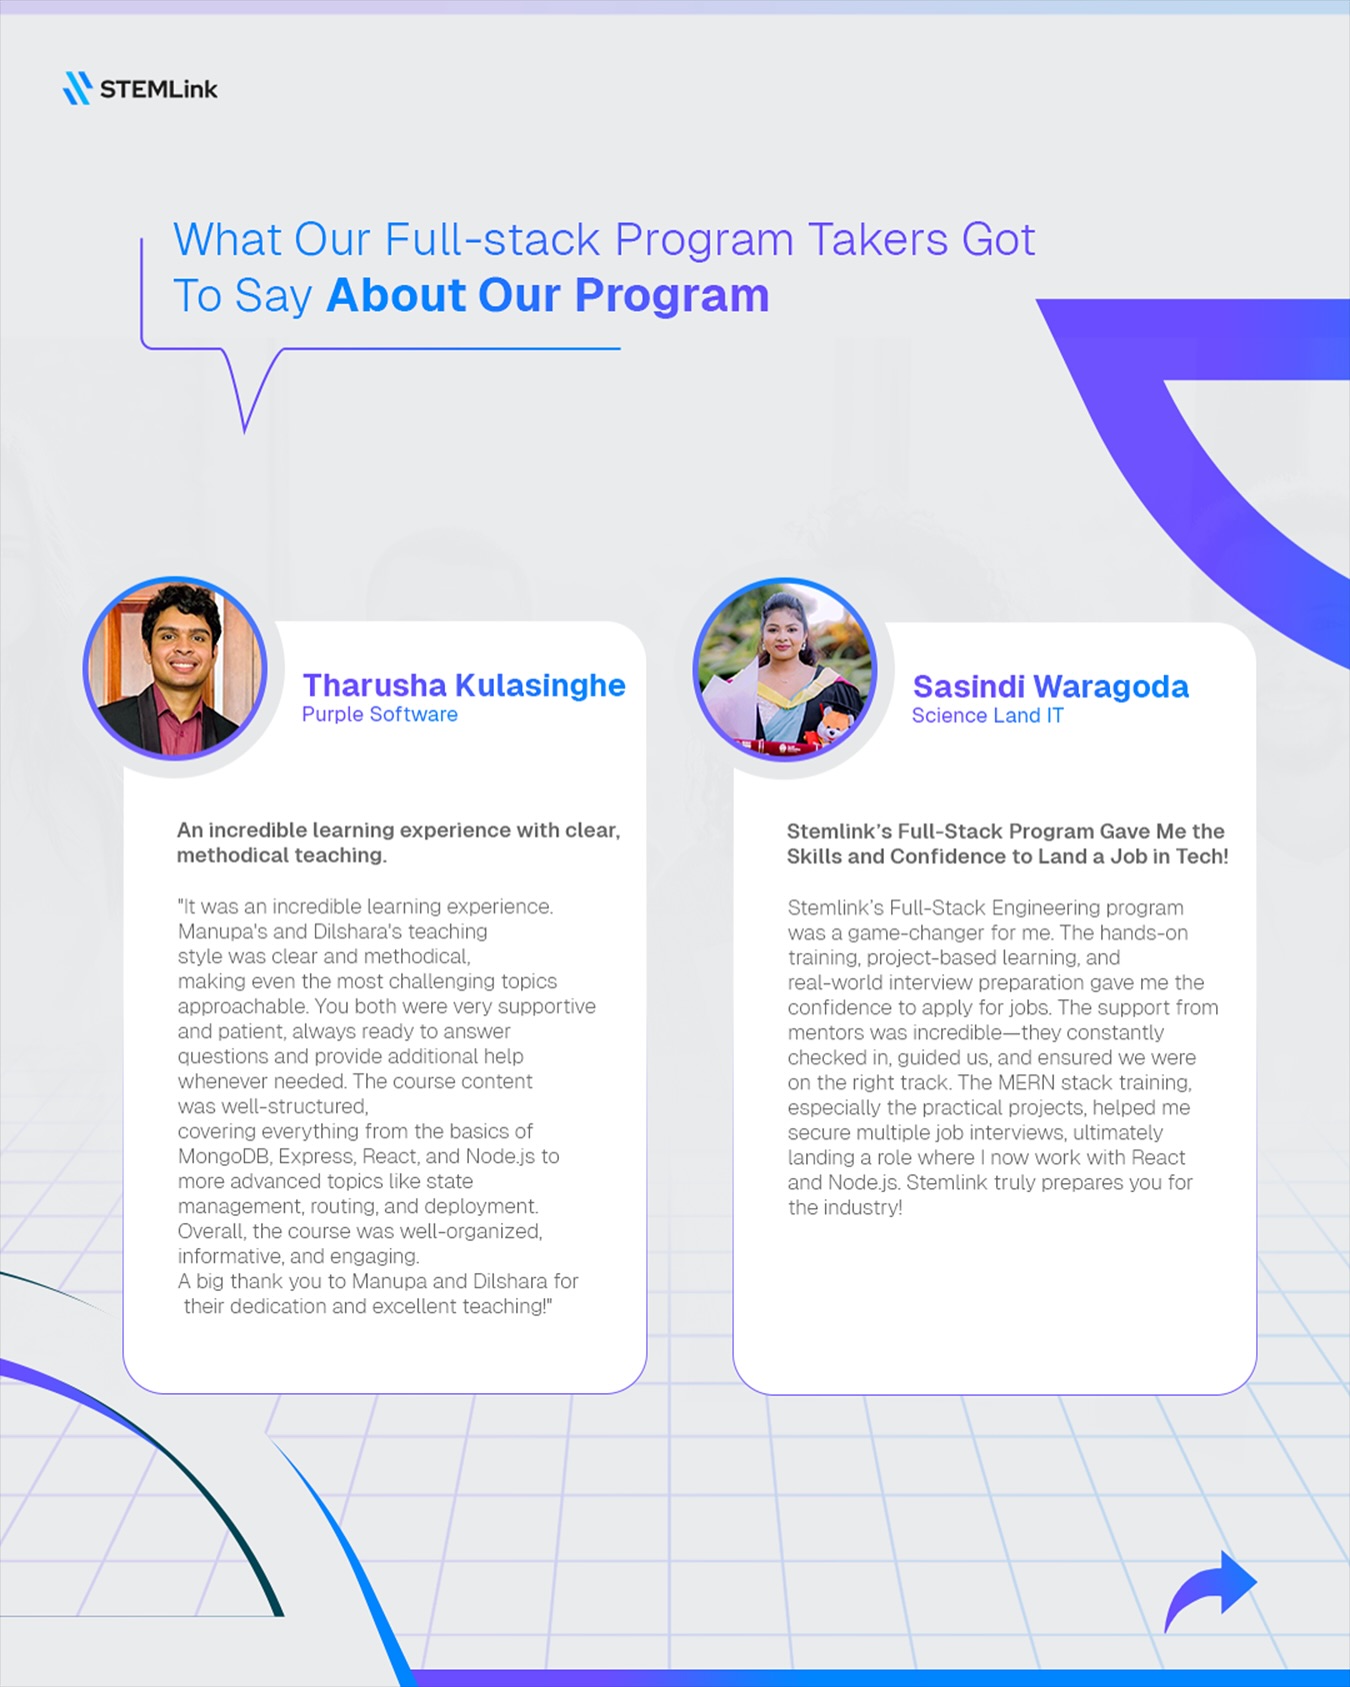 STEMLink
What Our Full-stack Program Takers Got
To Say About Our Program
Tharusha Kulasinghe
Purple Software
An incredible learning experience with clear,
methodical teaching.
"It was an incredible learning experience.
Manupa's and Dilshara's teaching
style was clear and methodical,
making even the most challenging topics
approachable. You both were very supportive
and patient, always ready to answer
questions and provide additional help
whenever needed. The course content
was well-structured,
covering everything from the basics of
MongoDB, Express, React, and Node.js to
more advanced topics like state
management, routing, and deployment.
Overall, the course was well-organized,
informative, and engaging.
A big thank you to Manupa and Dilshara for
their dedication and excellent teaching!"
Sasindi Waragoda
Science Land IT
Stemlink’s Full-Stack Program Gave Me the
Skills and Confidence to Land a Job in Tech!
Stemlink’s Full-Stack Engineering program
was a game-changer for me. The hands-on
training, project-based learning, and
real-world interview preparation gave me the
confidence to apply for jobs. The support from
mentors was incredible—they constantly
checked in, guided us, and ensured we were
on the right track. The MERN stack training,
especially the practical projects, helped me
secure multiple job interviews, ultimately
landing a role where I now work with React
and Node.js. Stemlink truly prepares you for
the industry!